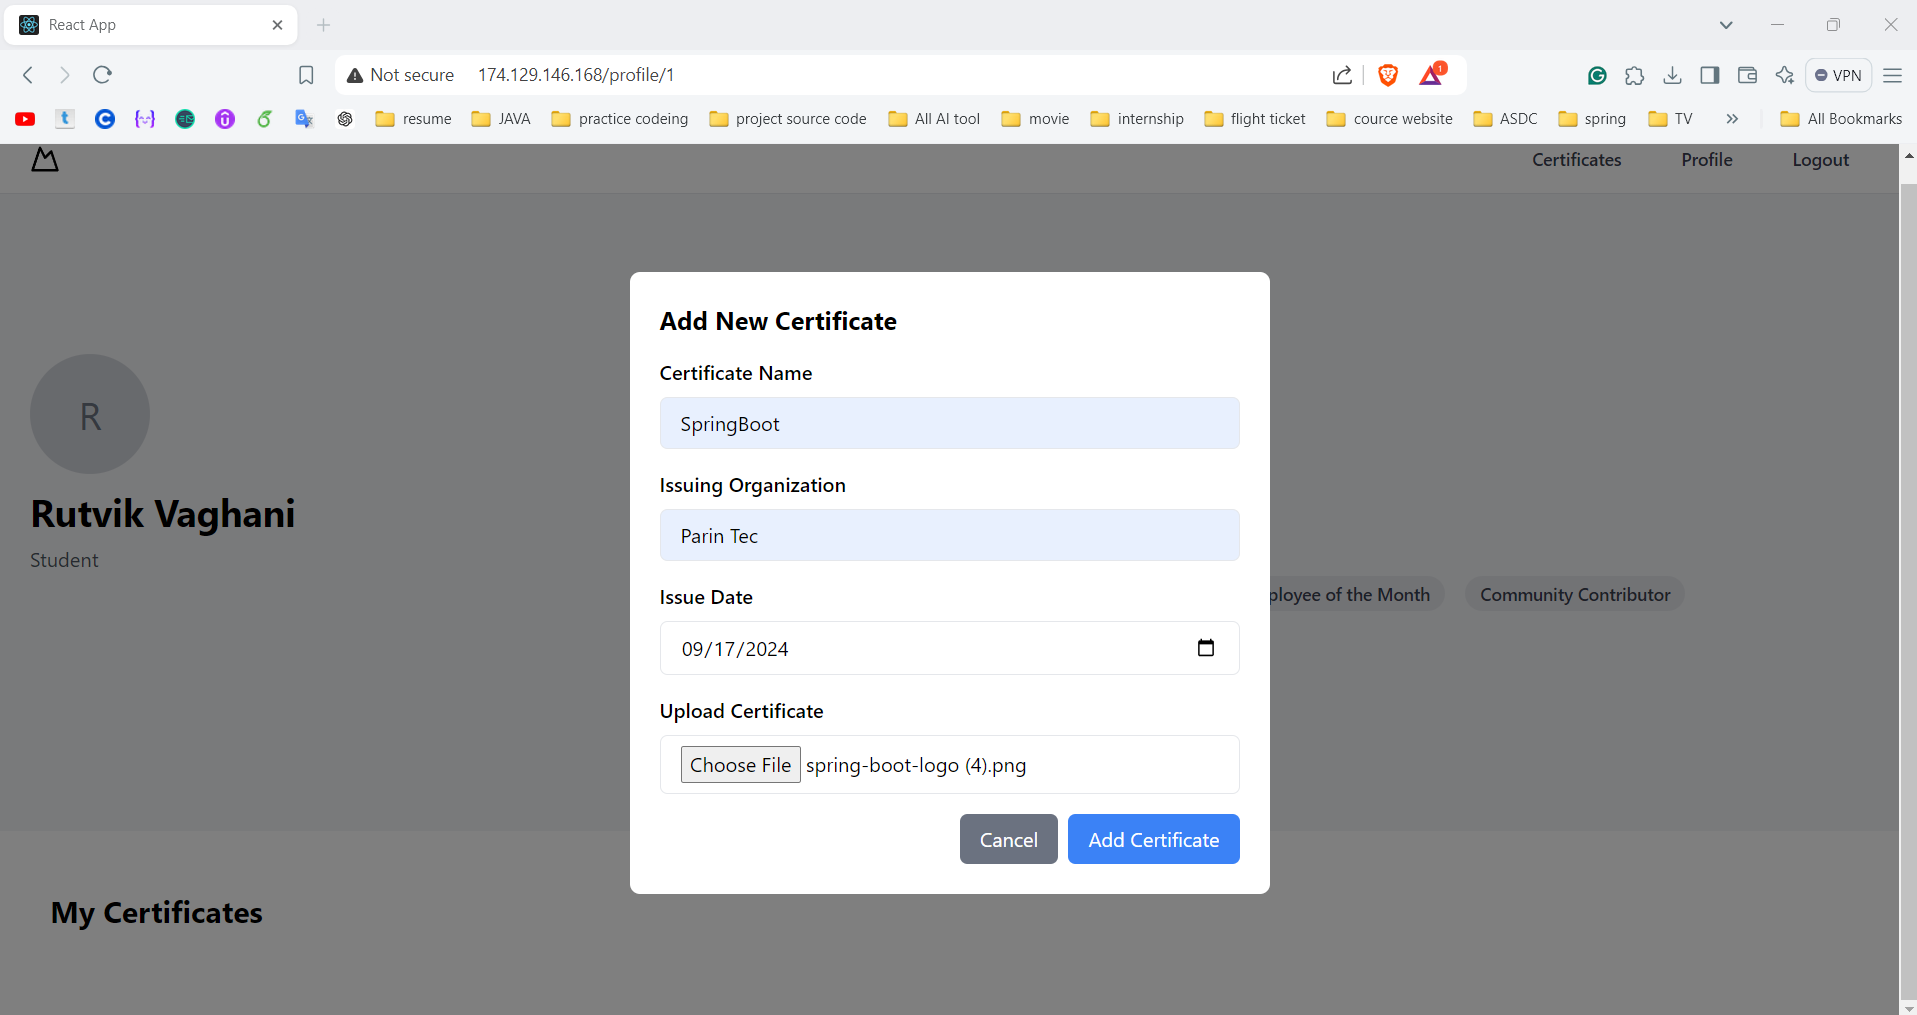 React App
Not secure 174.129.146.168/profile/1
1
VPN
resume JAVA practice codeing project source code All AI tool movie internship flight ticket cource website ASDC spring TV All Bookmarks
Certificates Profile Logout
R
Rutvik Vaghani
Student
ployee of the Month Community Contributor
Add New Certificate
Certificate Name
SpringBoot
Issuing Organization
Parin Tec
Issue Date
09/17/2024
Upload Certificate
Choose File spring-boot-logo (4).png
Cancel Add Certificate
My Certificates